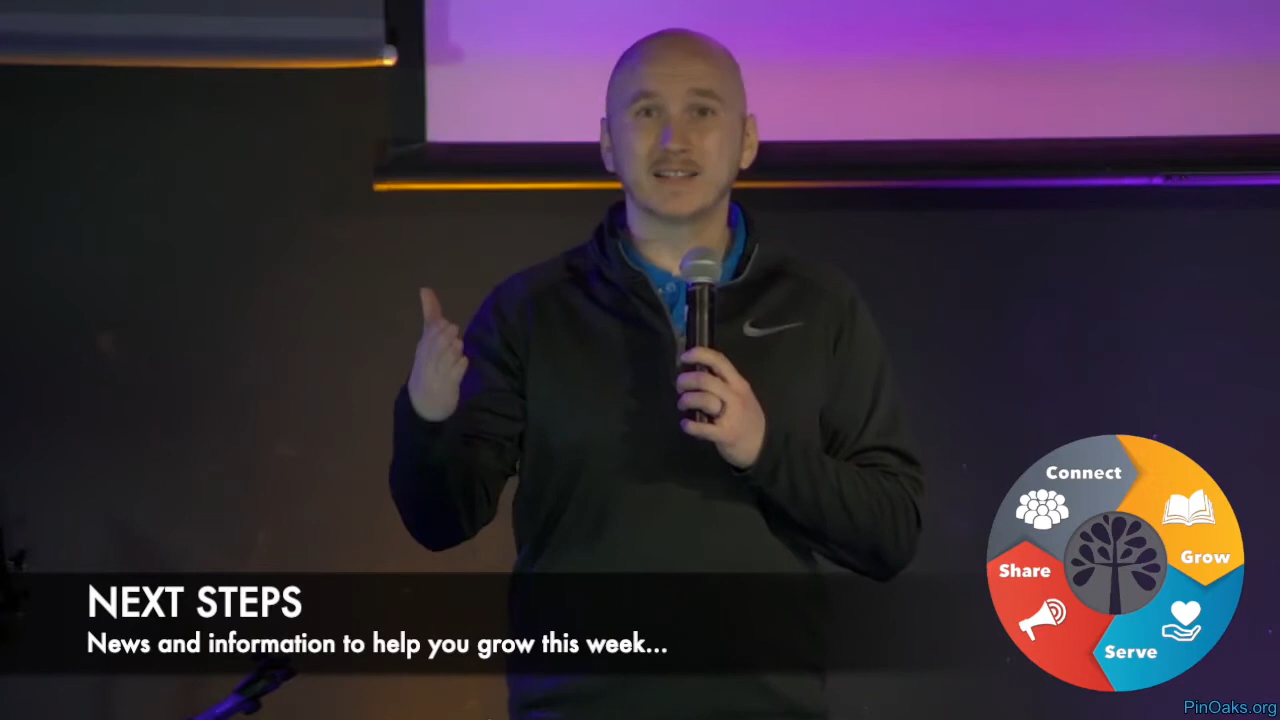 Connect
Grow
Share
Serve
NEXT STEPS
News and information to help you grow this week...
PinOaks.org